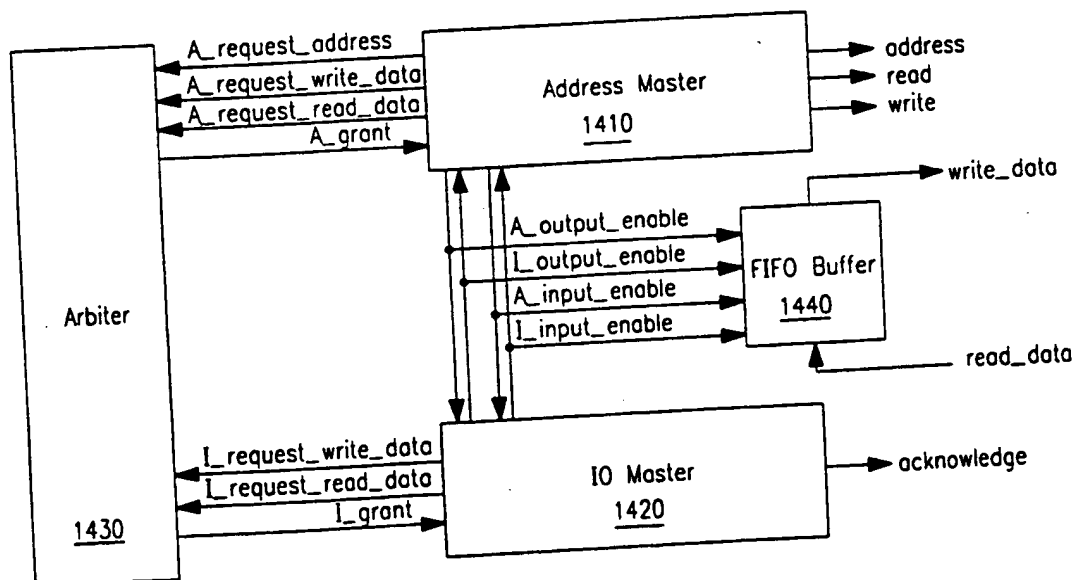 A_request_address
A_request_write_data
A_request_read_data
A_grant
Address Master
1410
address
read
write
write_data
A_output_enable
I_output_enable
A_input_enable
I_input_enable
FIFO Buffer
1440
read_data
Arbiter
1430
I_request_write_data
I_request_read_data
I_grant
IO Master
1420
acknowledge